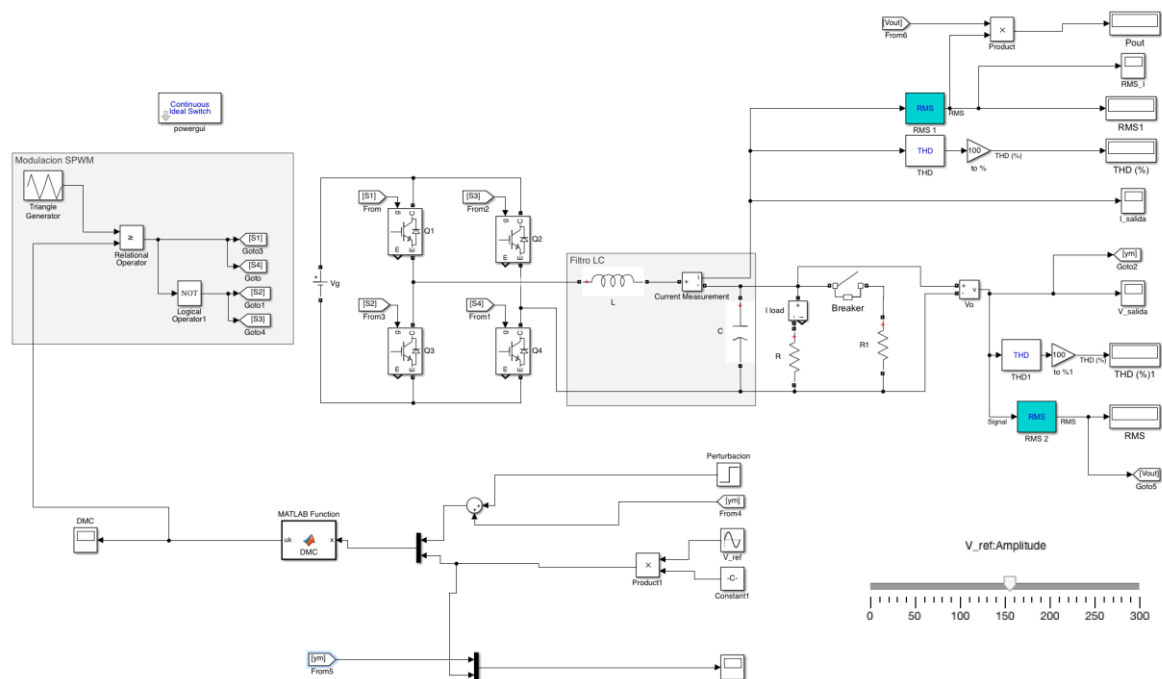 [Vout]
From6
×
Product
Pout
RMS_I
RMS
RMS
RMS 1
RMS1
THD
THD
100
to %
THD (%)
THD (%)
I_salida
Continuous
Ideal Switch
powergui
Modulacion SPWM
Triangle
Generator
≥
Relational
Operator
[S1]
Goto3
[S4]
Goto
NOT
Logical
Operator1
[S2]
Goto1
[S3]
Goto4
+
Vg
[S1]
From
g
C
m
E
Q1
[S3]
From2
g
C
m
E
Q2
[S2]
From3
g
C
m
E
Q3
[S4]
From1
g
C
m
E
Q4
Filtro LC
+
L
+
i
-
Current Measurement
+
C
I load
+
i
-
+
R
Breaker
+
R1
+
-
v
Vo
[ym]
Goto2
V_salida
THD
THD1
100
to %1
THD (%)
THD (%)1
Signal
RMS
RMS
RMS 2
RMS
[Vout]
Goto5
Perturbacion
[ym]
From4
+
+
V_ref
×
Product1
-C-
Constant1
DMC
MATLAB Function
uk
x
DMC
[ym]
From5
V_ref:Amplitude
0 50 100 150 200 250 300